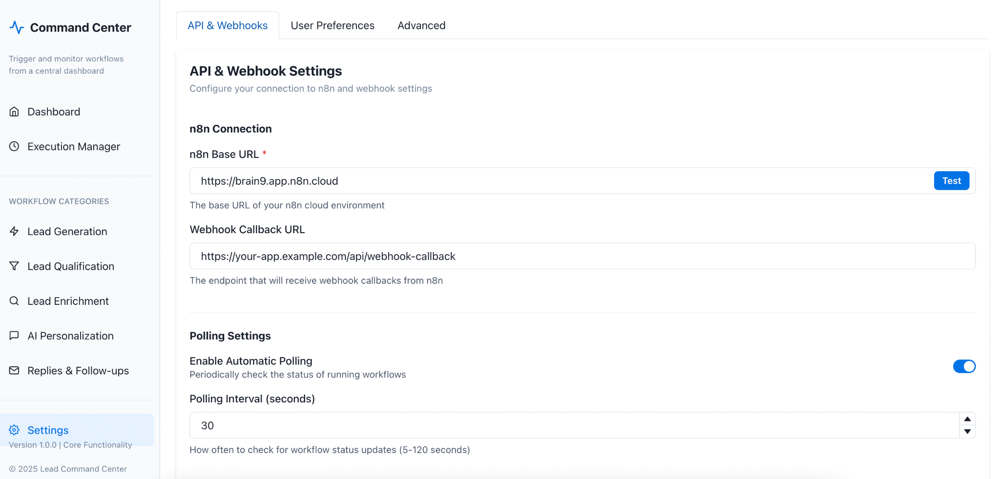 Command Center
Trigger and monitor workflows
from a central dashboard
Dashboard
Execution Manager
WORKFLOW CATEGORIES
Lead Generation
Lead Qualification
Lead Enrichment
AI Personalization
Replies & Follow-ups
Settings
Version 1.0.0 | Core Functionality
© 2025 Lead Command Center
API & Webhooks
User Preferences
Advanced
API & Webhook Settings
Configure your connection to n8n and webhook settings
n8n Connection
n8n Base URL *
https://brain9.app.n8n.cloud
Test
The base URL of your n8n cloud environment
Webhook Callback URL
https://your-app.example.com/api/webhook-callback
The endpoint that will receive webhook callbacks from n8n
Polling Settings
Enable Automatic Polling
Periodically check the status of running workflows
Polling Interval (seconds)
30
How often to check for workflow status updates (5-120 seconds)